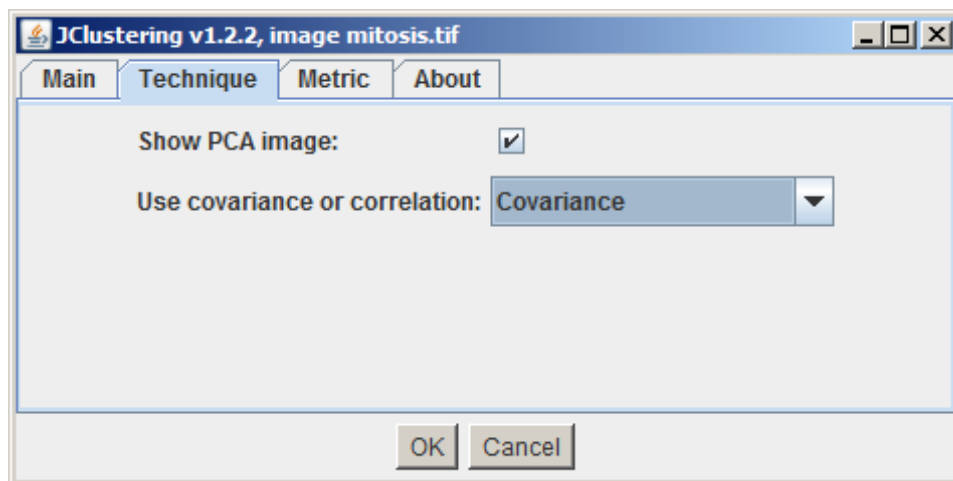 JClustering v1.2.2, image mitosis.tif
Main Technique Metric About
Show PCA image:
Use covariance or correlation: Covariance
OK Cancel